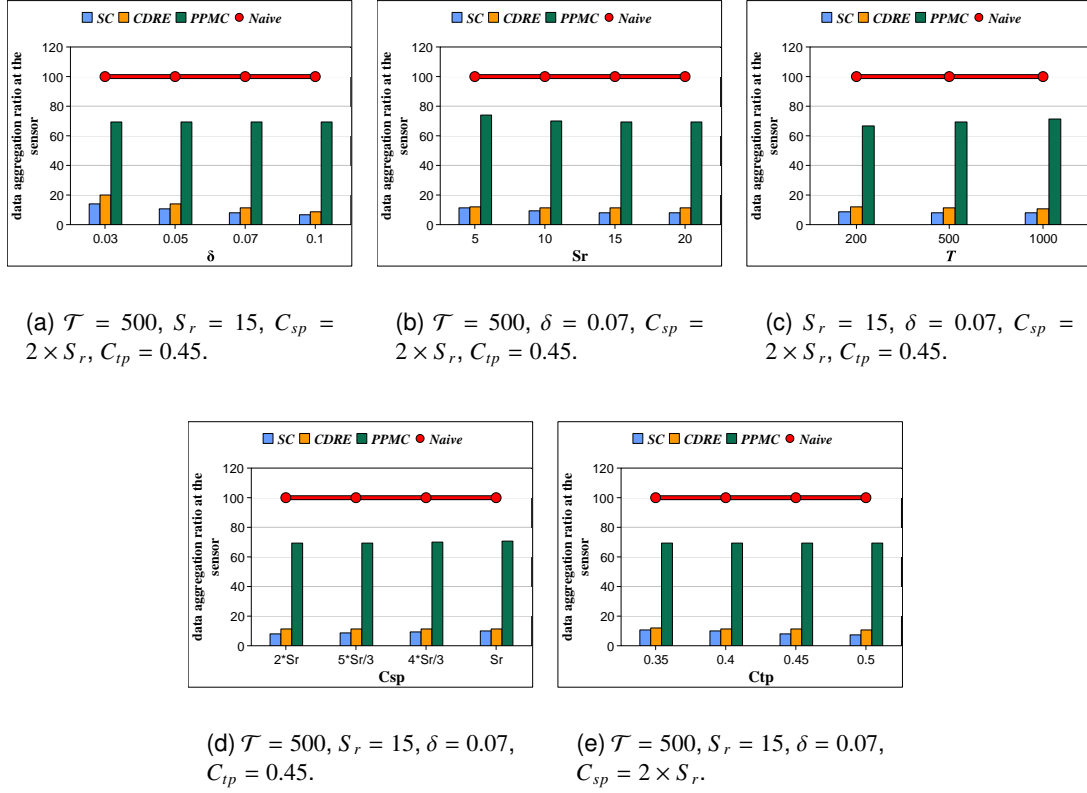 SC CDRE PPMC Naive
data aggregation ratio at the
sensor
120
100
80
60
40
20
0
0.03 0.05 0.07 0.1
δ
SC CDRE PPMC Naive
data aggregation ratio at the
sensor
120
100
80
60
40
20
0
5 10 15 20
Sr
SC CDRE PPMC Naive
data aggregation ratio at the
sensor
120
100
80
60
40
20
0
200 500 1000
T
(a) 𝒯 = 500, S_r = 15, C_sp =
2 × S_r, C_tp = 0.45.
(b) 𝒯 = 500, δ = 0.07, C_sp =
2 × S_r, C_tp = 0.45.
(c) S_r = 15, δ = 0.07, C_sp =
2 × S_r, C_tp = 0.45.
SC CDRE PPMC Naive
data aggregation ratio at the
sensor
120
100
80
60
40
20
0
2*Sr 5*Sr/3 4*Sr/3 Sr
Csp
SC CDRE PPMC Naive
data aggregation ratio at the
sensor
120
100
80
60
40
20
0
0.35 0.4 0.45 0.5
Ctp
(d) 𝒯 = 500, S_r = 15, δ = 0.07,
C_tp = 0.45.
(e) 𝒯 = 500, S_r = 15, δ = 0.07,
C_sp = 2 × S_r.